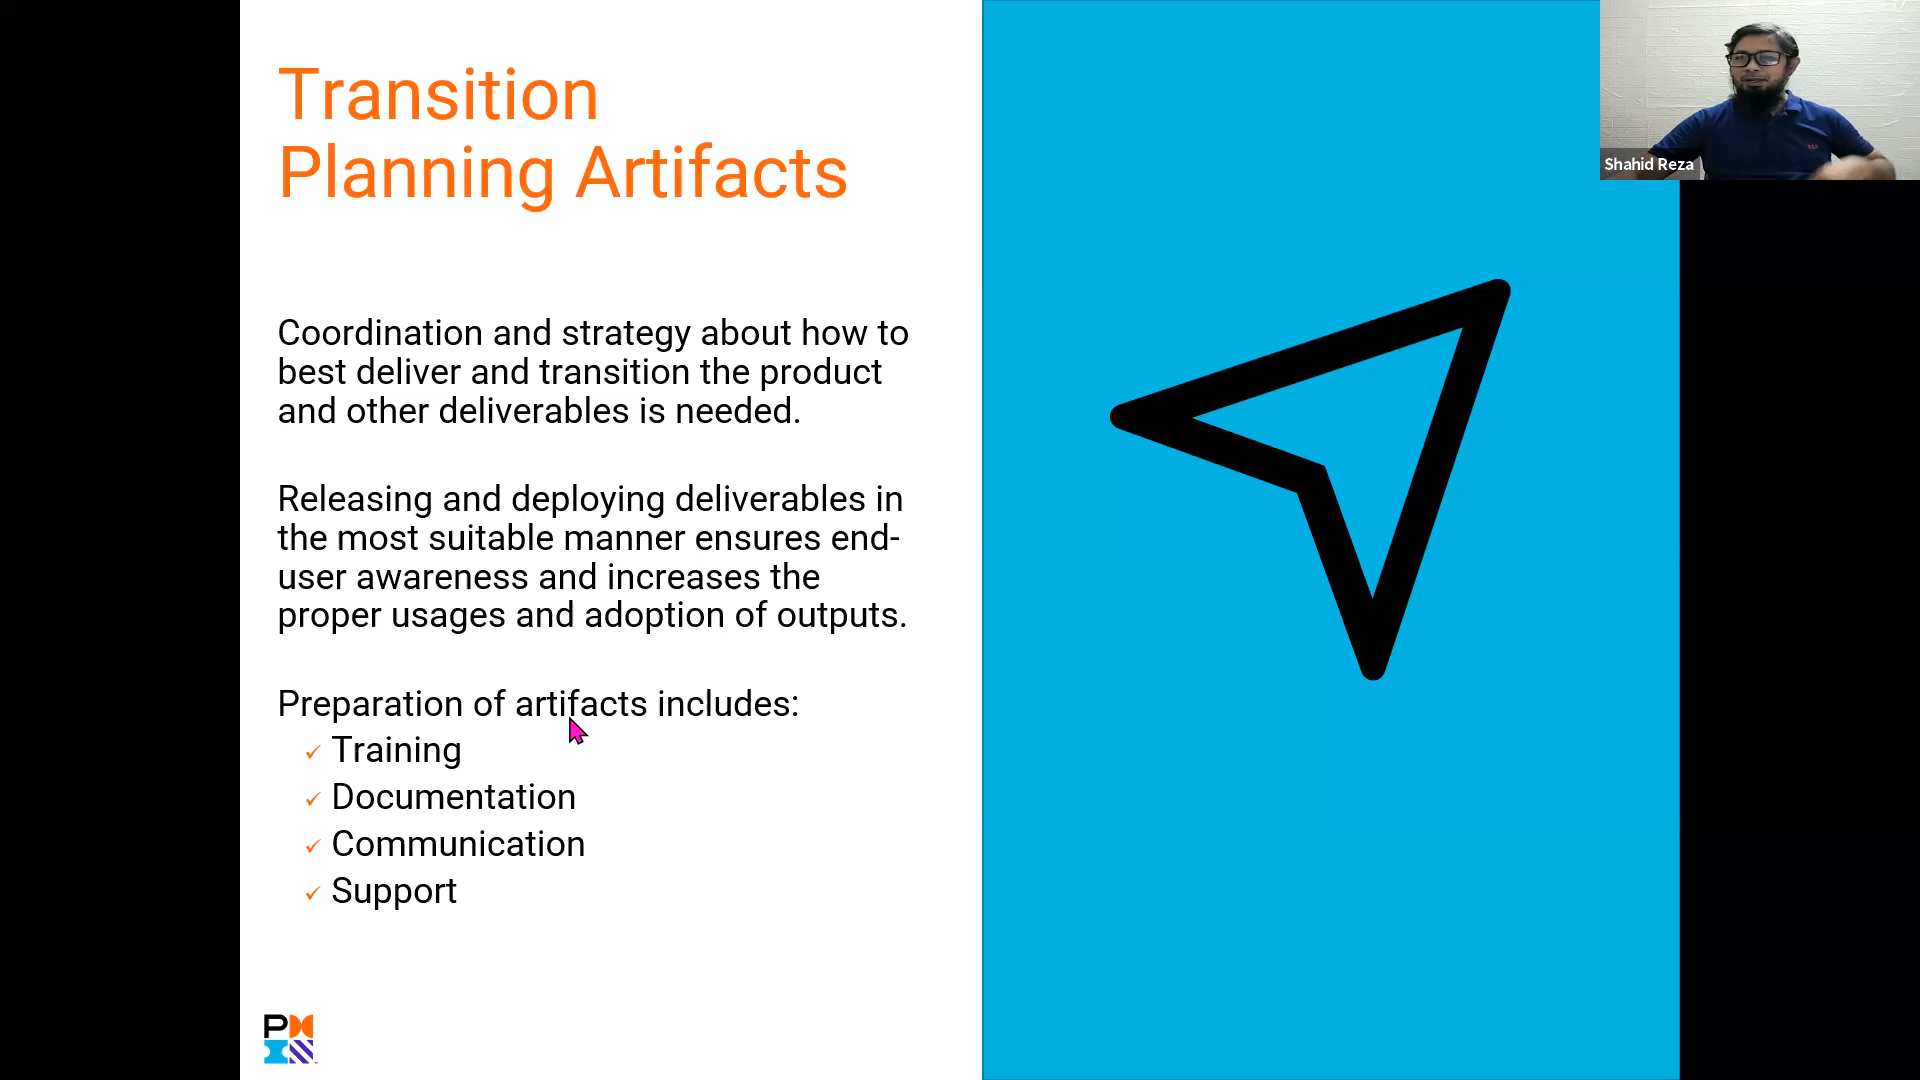 Transition
Planning Artifacts
Shahid Reza
Coordination and strategy about how to
best deliver and transition the product
and other deliverables is needed.
Releasing and deploying deliverables in
the most suitable manner ensures end-
user awareness and increases the
proper usages and adoption of outputs.
Preparation of artifacts includes:
Training
Documentation
Communication
Support